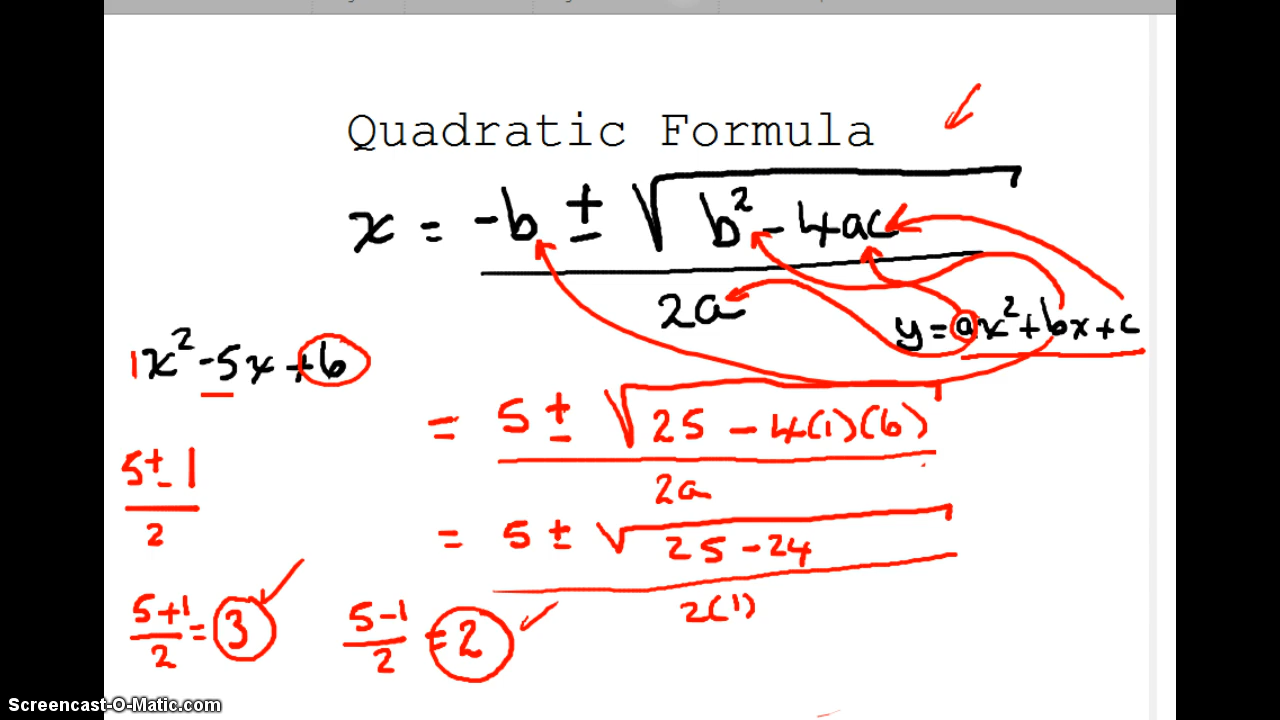 Quadratic Formula
x = -b ± √b² - 4ac
2a
y = ax² + bx + c
1x² - 5x + 6
= 5 ± √25 - 4(1)(6)
2a
5 ± 1
2
= 5 ± √25 - 24
2(1)
5+1
2
= 3
5-1
2
= 2
Screencast-O-Matic.com